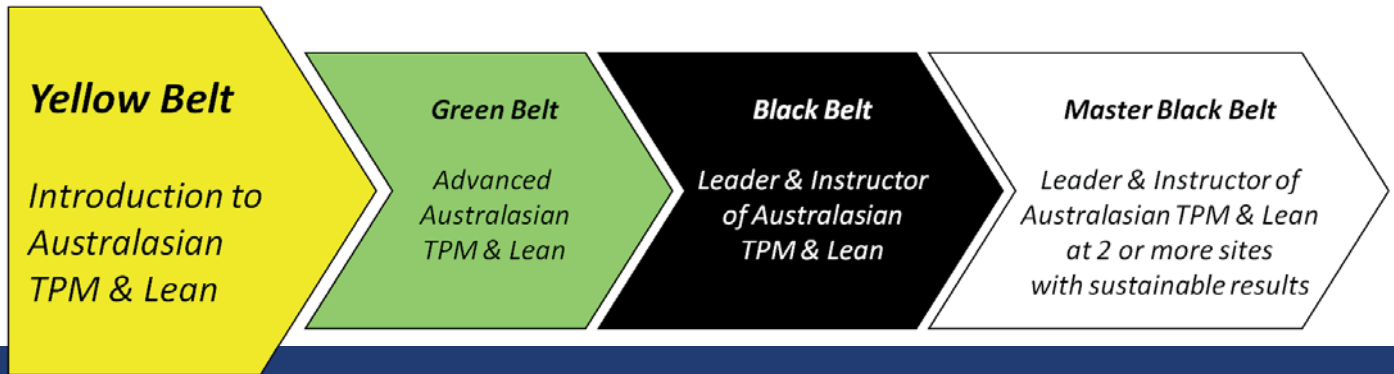 Yellow Belt
Introduction to
Australasian
TPM & Lean
Green Belt
Advanced
Australasian
TPM & Lean
Black Belt
Leader & Instructor
of Australasian
TPM & Lean
Master Black Belt
Leader & Instructor of
Australasian TPM & Lean
at 2 or more sites
with sustainable results